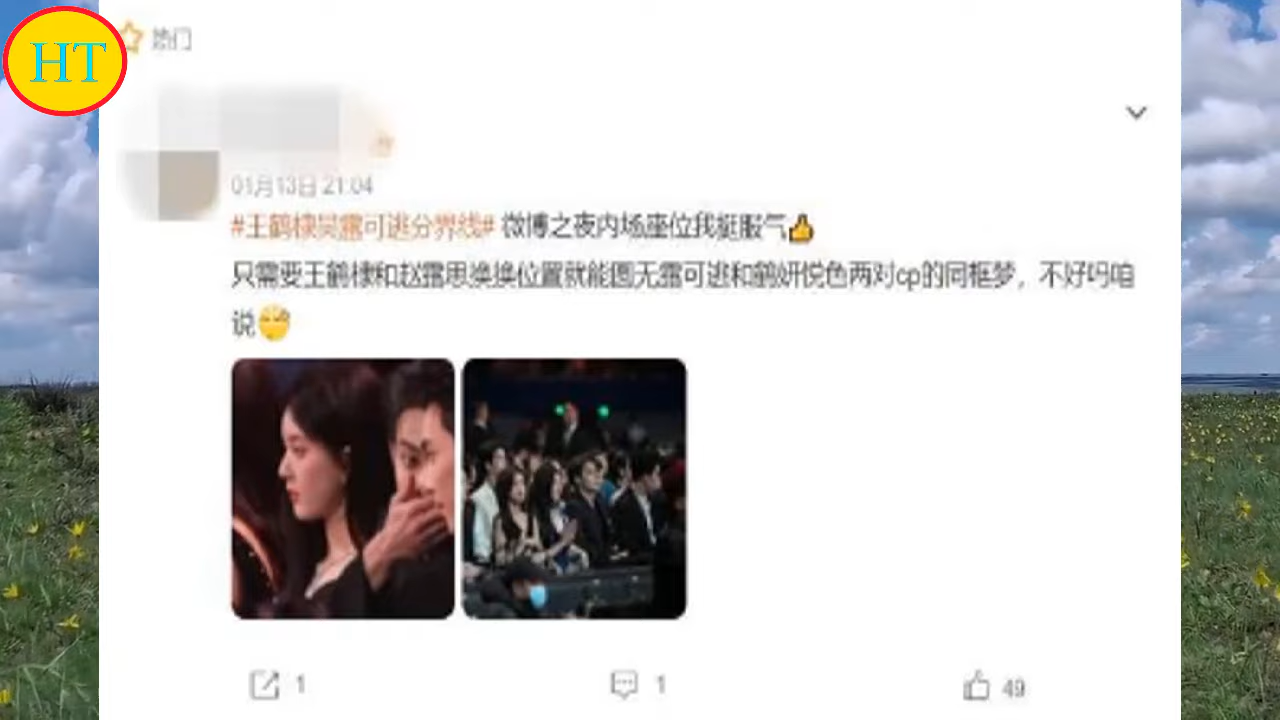 HT
热门
01月13日 21:04
#王鹤棣吴露可逃分界线# 微博之夜内场座位我挺服气
只需要王鹤棣和赵露思换换位置就能圆无露可逃和鹤妍悦色两对cp的同框梦，不好吗咱
说
1
1
49